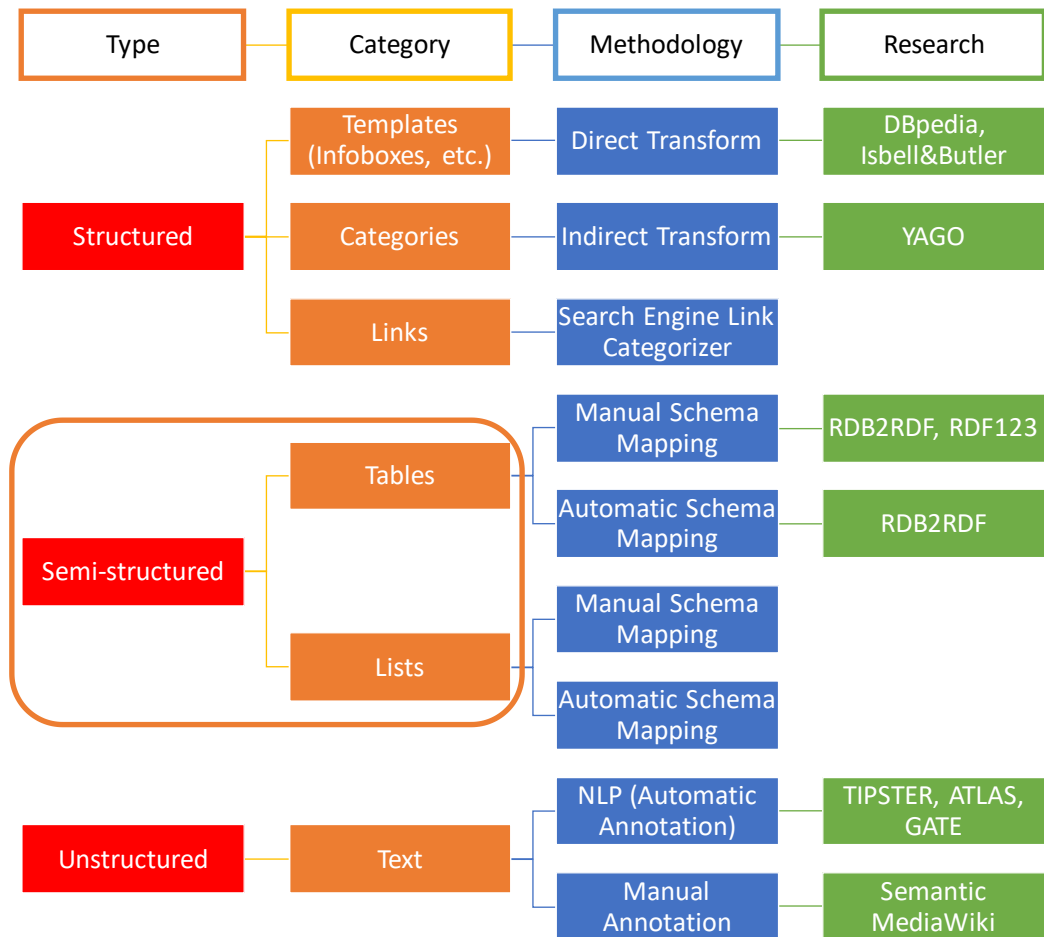 Type
Category
Methodology
Research
Templates
(Infoboxes, etc.)
Direct Transform
DBpedia,
Isbell&Butler
Structured
Categories
Indirect Transform
YAGO
Links
Search Engine Link
Categorizer
Semi-structured
Tables
Manual Schema
Mapping
RDB2RDF, RDF123
Automatic Schema
Mapping
RDB2RDF
Lists
Manual Schema
Mapping
Automatic Schema
Mapping
Unstructured
Text
NLP (Automatic
Annotation)
TIPSTER, ATLAS,
GATE
Manual
Annotation
Semantic
MediaWiki